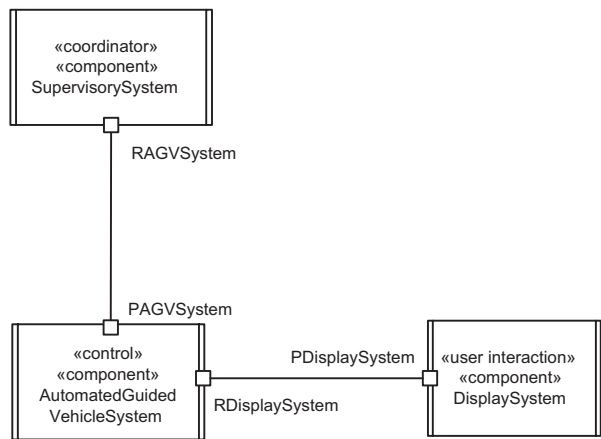 «coordinator»
«component»
SupervisorySystem
RAGVSystem
PAGVSystem
«control»
«component»
AutomatedGuided
VehicleSystem
PDisplaySystem
RDisplaySystem
«user interaction»
«component»
DisplaySystem